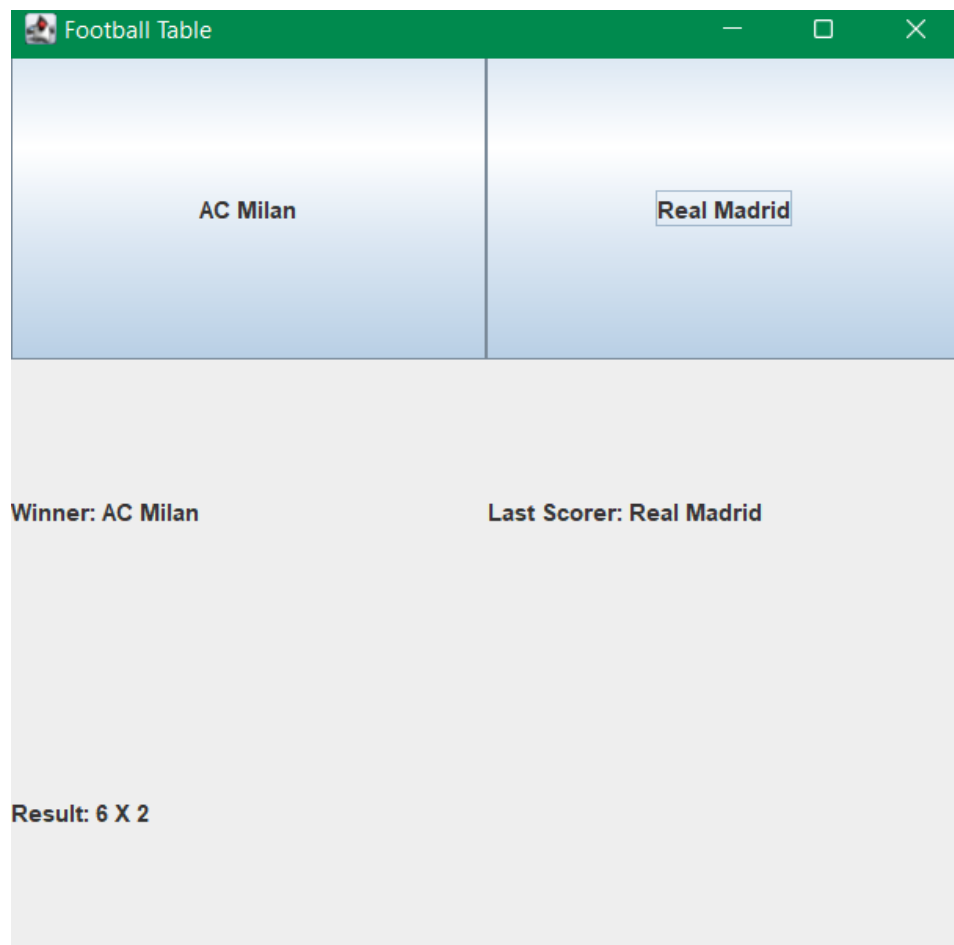 Football Table
AC Milan
Real Madrid
Winner: AC Milan
Last Scorer: Real Madrid
Result: 6 X 2